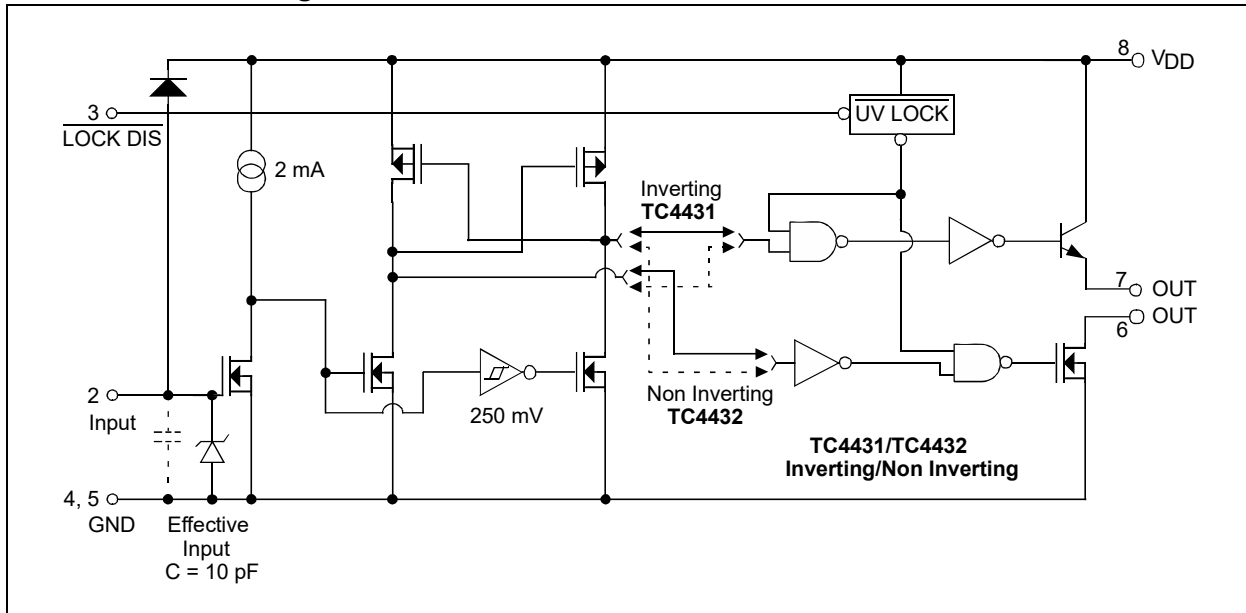 8
VDD
3
LOCK DIS
UV LOCK
2 mA
Inverting
TC4431
7
OUT
6
OUT
2
Input
250 mV
Non Inverting
TC4432
TC4431/TC4432
Inverting/Non Inverting
4, 5
GND
Effective
Input
C = 10 pF